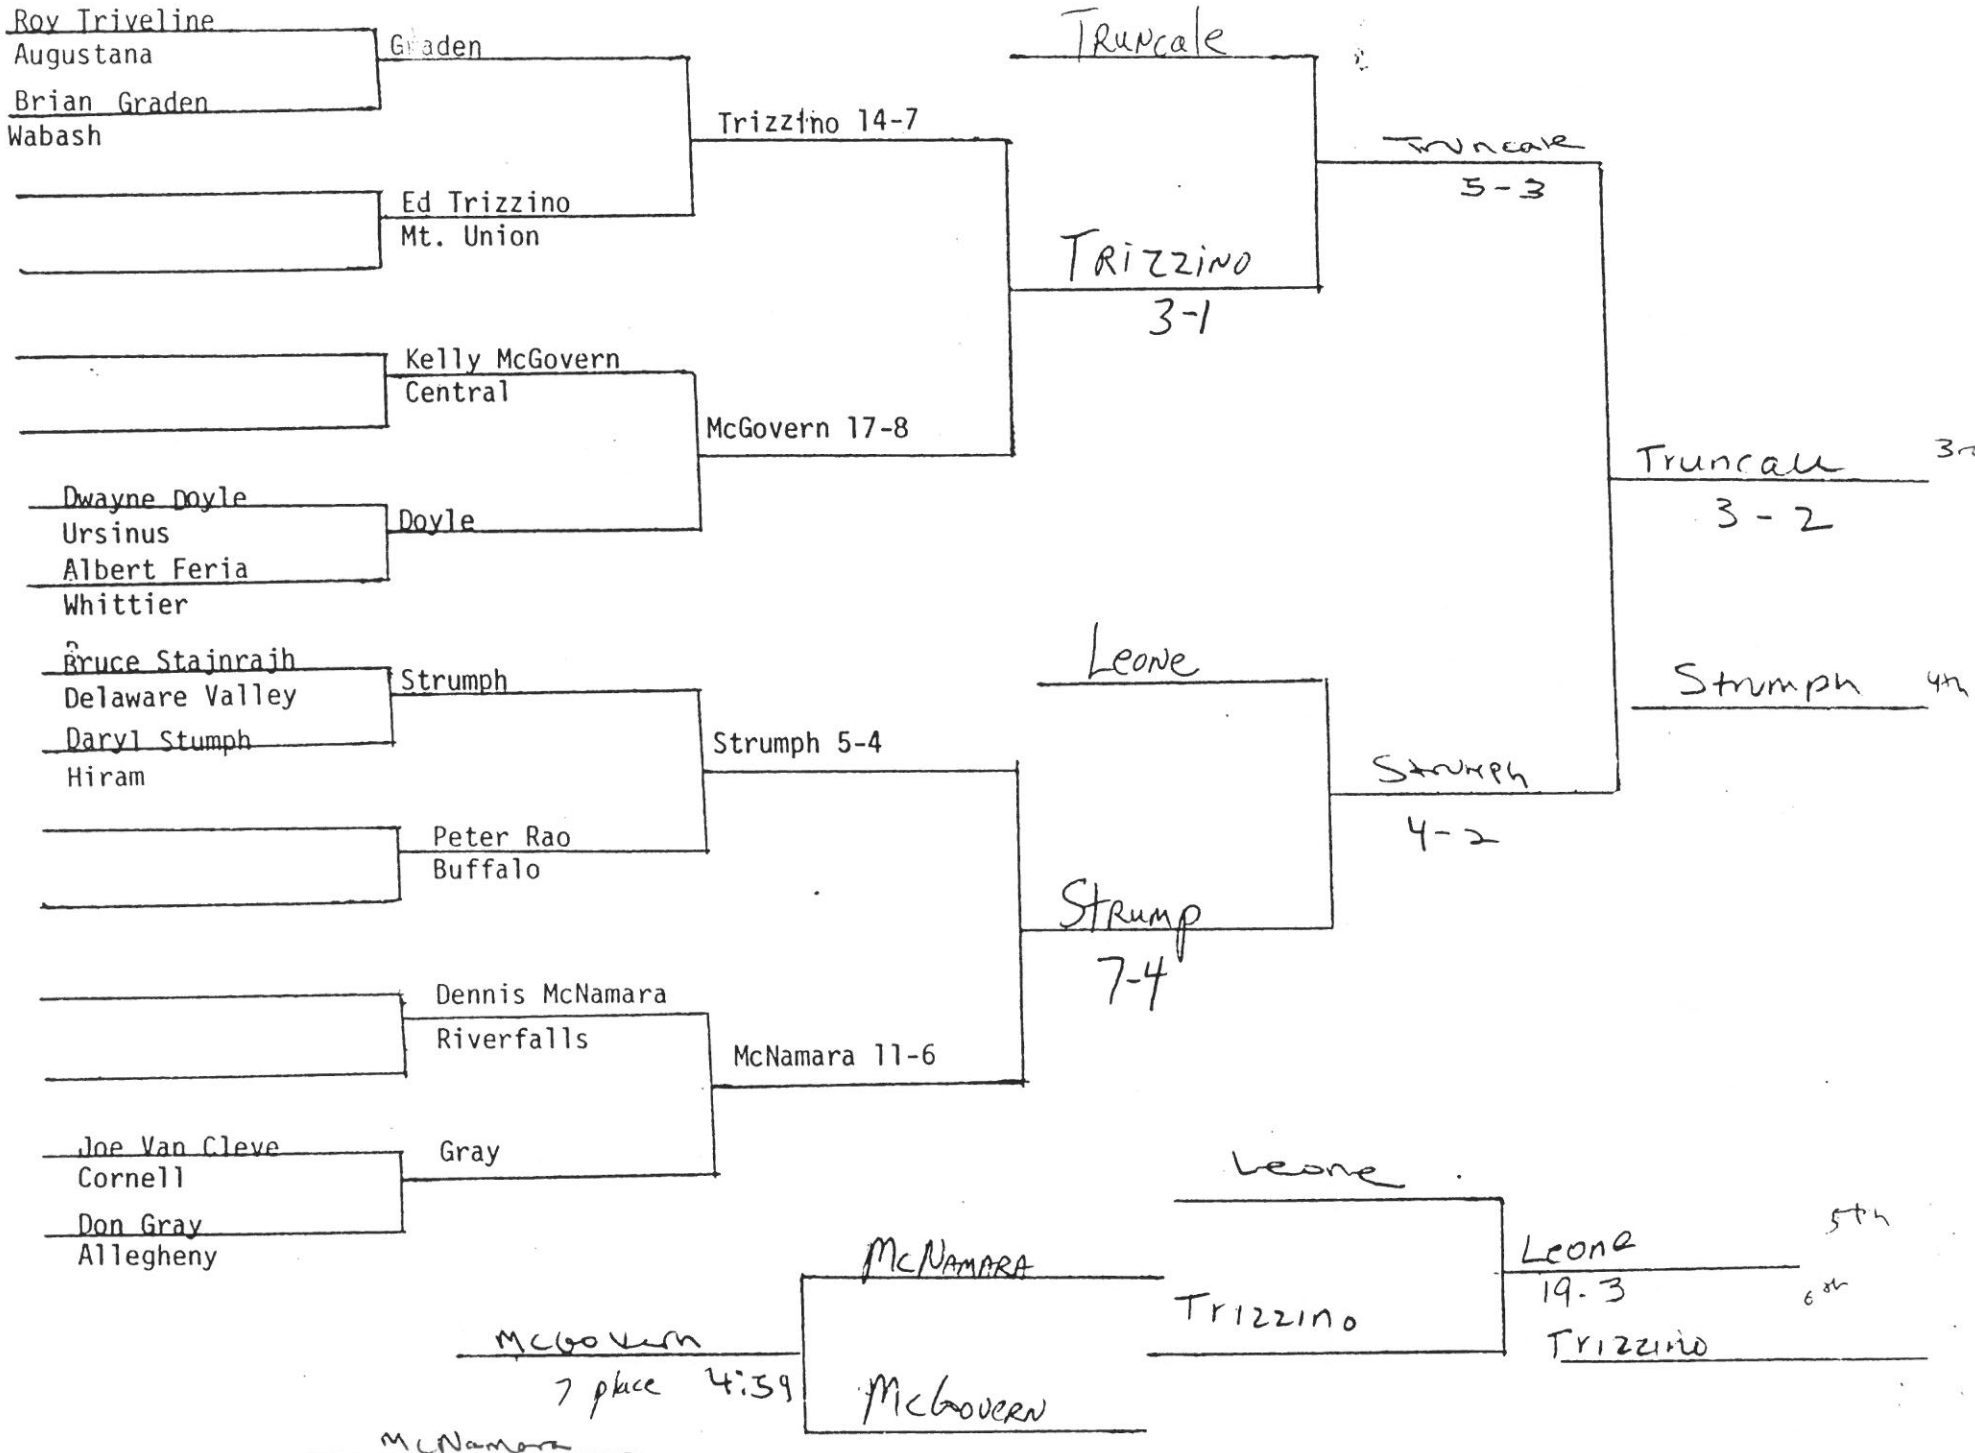 Roy Triveline
Augustana
Brian Graden
Wabash
Graden
Ed Trizzino
Mt. Union
Trizzino 14-7
Kelly McGovern
Central
McGovern 17-8
Dwayne Doyle
Ursinus
Albert Feria
Whittier
Doyle
Truncale
TRIZZINO
3-1
Truncale
5-3
Bruce Stajnrajh
Delaware Valley
Daryl Stumph
Hiram
Strumph
Strumph 5-4
Peter Rao
Buffalo
Dennis McNamara
Riverfalls
McNamara 11-6
Joe Van Cleve
Cornell
Don Gray
Allegheny
Gray
Leone
Strump
7-4
Strumph
4-2
Truncale
3-2
Strumph
4th
Leone
Trizzino
Leone
19-3
5th
6th
Trizzino
McNAMARA
McGovern
McGovern
7 place 4:59
McNamara